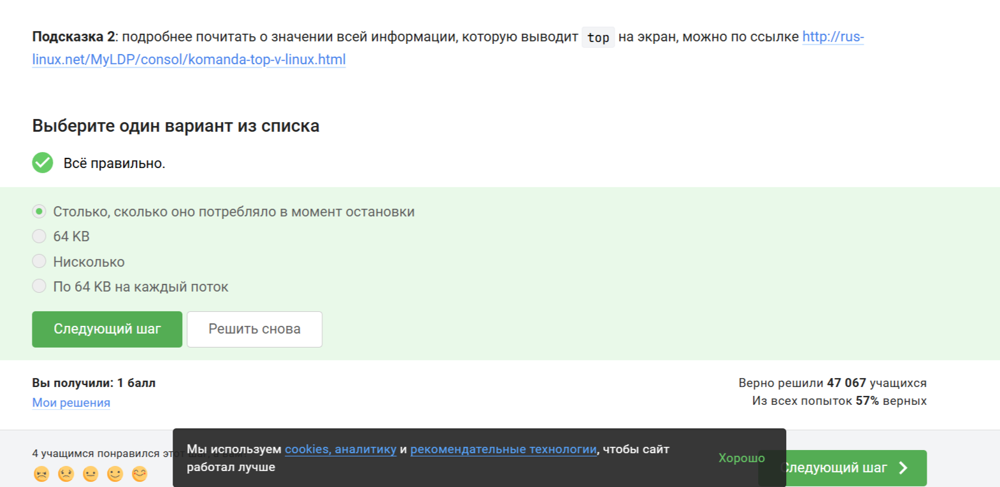 Подсказка 2: подробнее почитать о значении всей информации, которую выводит top на экран, можно по ссылке http://rus-
linux.net/MyLDP/consol/komanda-top-v-linux.html
Выберите один вариант из списка
Всё правильно.
Столько, сколько оно потребляло в момент остановки
64 KB
Нисколько
По 64 KB на каждый поток
Следующий шаг
Решить снова
Вы получили: 1 балл
Мои решения
Верно решили 47 067 учащихся
Из всех попыток 57% верных
4 учащимся понравился этот шаг, а вам?
Мы используем cookies, аналитику и рекомендательные технологии, чтобы сайт
работал лучше
Хорошо
Следующий шаг